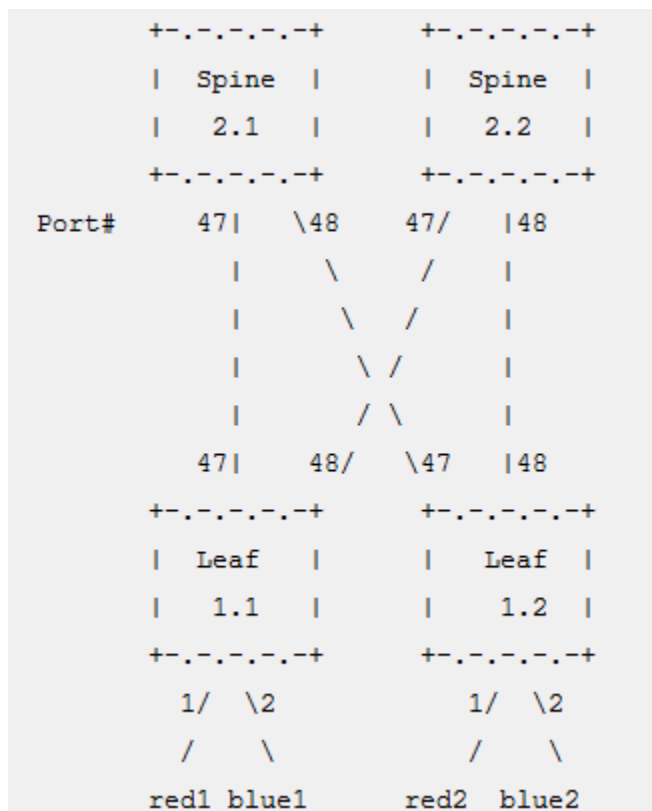 +-.-.-.-.-+ +-.-.-.-.-+
| Spine | | Spine |
| 2.1 | | 2.2 |
+-.-.-.-.-+ +-.-.-.-.-+
Port# 47| \48 47/ |48
| \ / |
| \ / |
| \ / |
| / \ |
47| 48/ \47 |48
+-.-.-.-.-+ +-.-.-.-.-+
| Leaf | | Leaf |
| 1.1 | | 1.2 |
+-.-.-.-.-+ +-.-.-.-.-+
1/ \2 1/ \2
/ \ / \
red1 blue1 red2 blue2